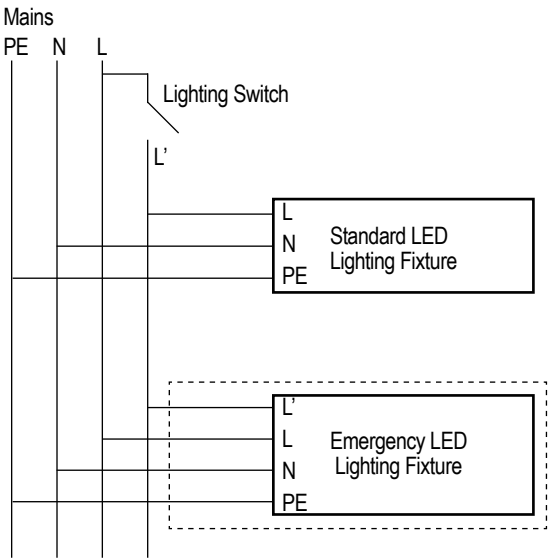 Mains
PE N L
Lighting Switch
L'
L
N
PE
Standard LED
Lighting Fixture
L'
L
N
PE
Emergency LED
Lighting Fixture